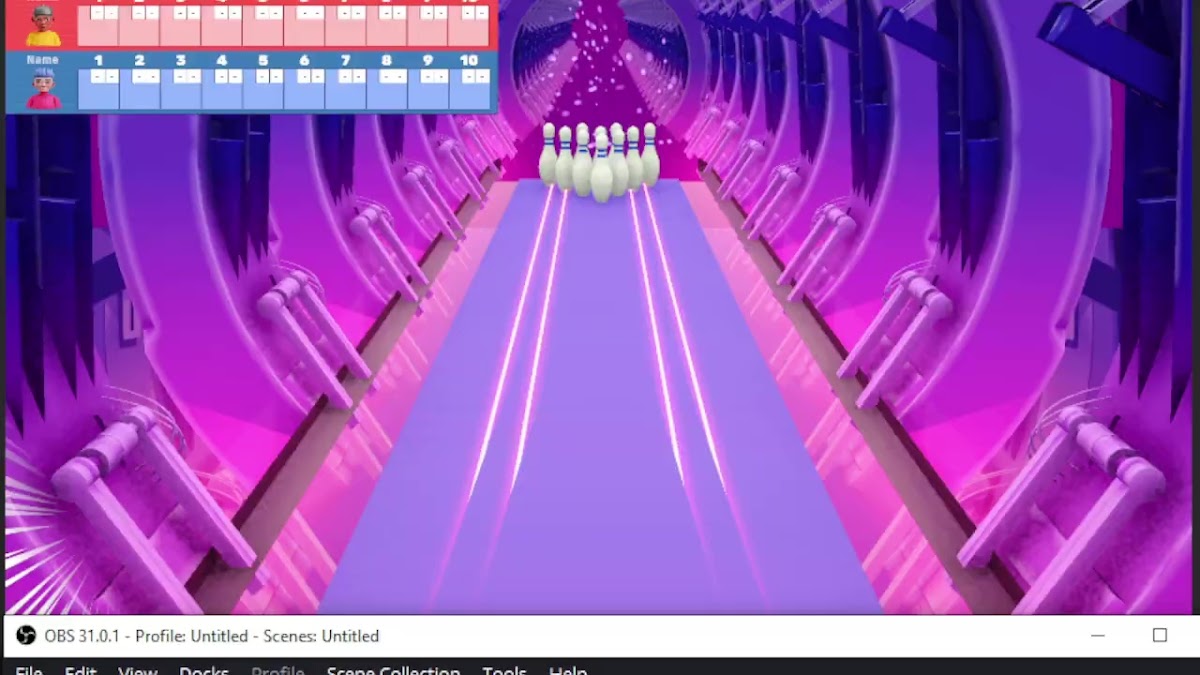 Name 1 2 3 4 5 6 7 8 9 10
OBS 31.0.1 - Profile: Untitled - Scenes: Untitled
File Edit View Docks Profile Scene Collection Tools Help